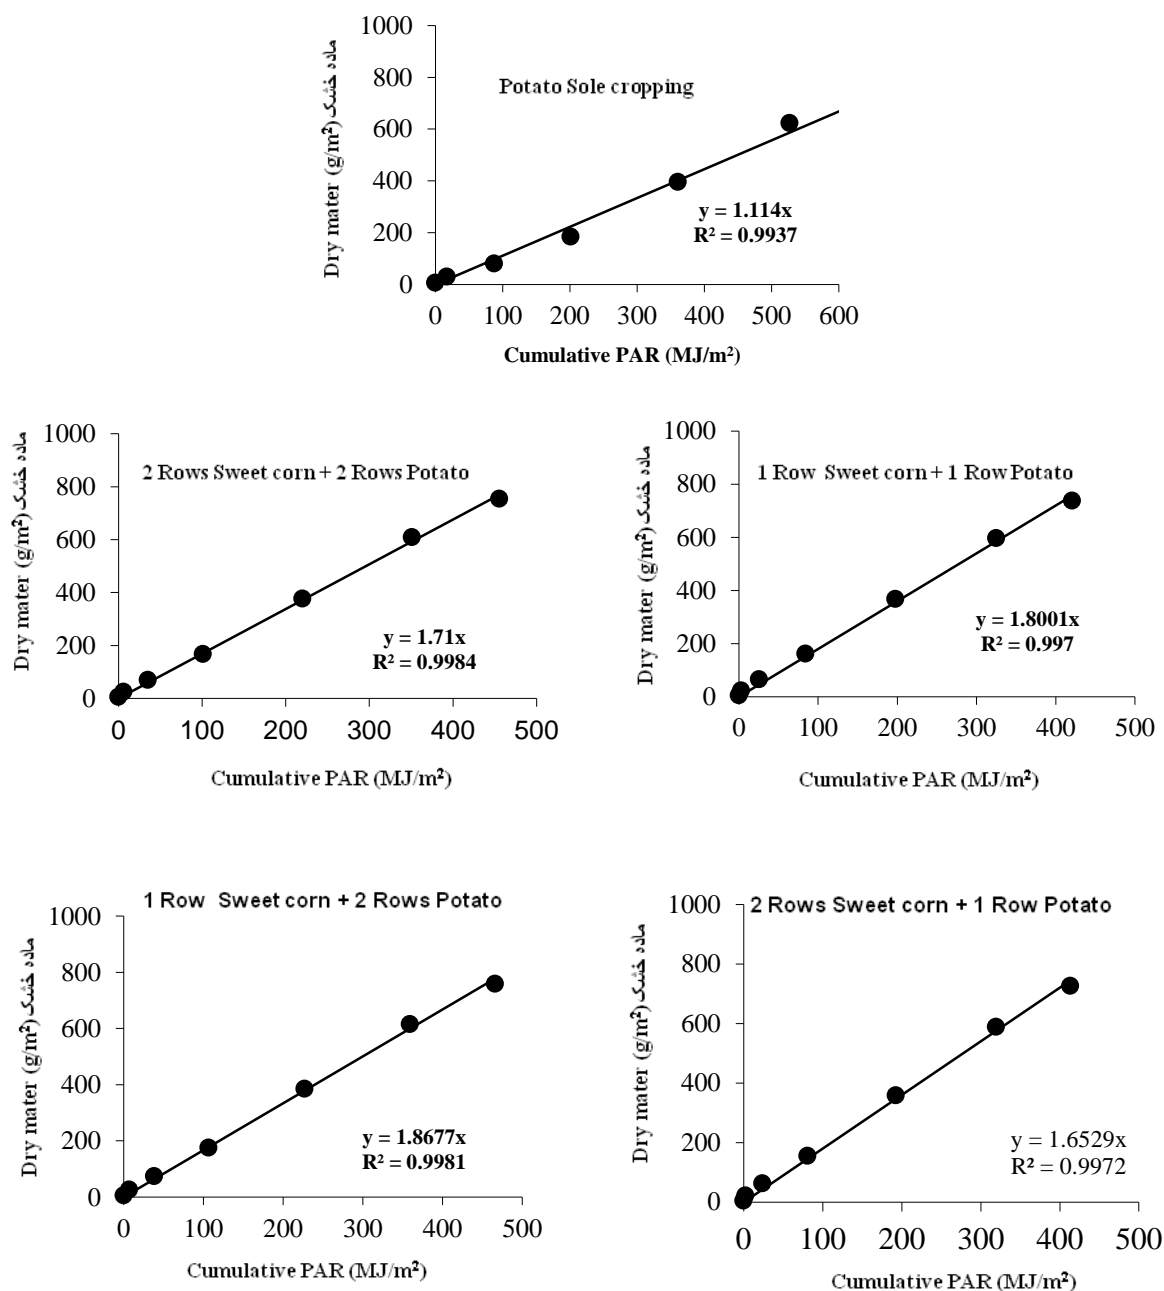 Potato Sole cropping
ماده خشک Dry mater (g/m²)
1000
800
600
400
200
0
y = 1.114x
R² = 0.9937
0 100 200 300 400 500 600
Cumulative PAR (MJ/m²)
2 Rows Sweet corn + 2 Rows Potato
ماده خشک Dry mater (g/m²)
1000
800
600
400
200
0
y = 1.71x
R² = 0.9984
0 100 200 300 400 500
Cumulative PAR (MJ/m²)
1 Row Sweet corn + 1 Row Potato
ماده خشک Dry mater (g/m²)
1000
800
600
400
200
0
y = 1.8001x
R² = 0.997
0 100 200 300 400 500
Cumulative PAR (MJ/m²)
1 Row Sweet corn + 2 Rows Potato
ماده خشک Dry mater (g/m²)
1000
800
600
400
200
0
y = 1.8677x
R² = 0.9981
0 100 200 300 400 500
Cumulative PAR (MJ/m²)
2 Rows Sweet corn + 1 Row Potato
ماده خشک Dry mater (g/m²)
1000
800
600
400
200
0
y = 1.6529x
R² = 0.9972
0 100 200 300 400 500
Cumulative PAR (MJ/m²)